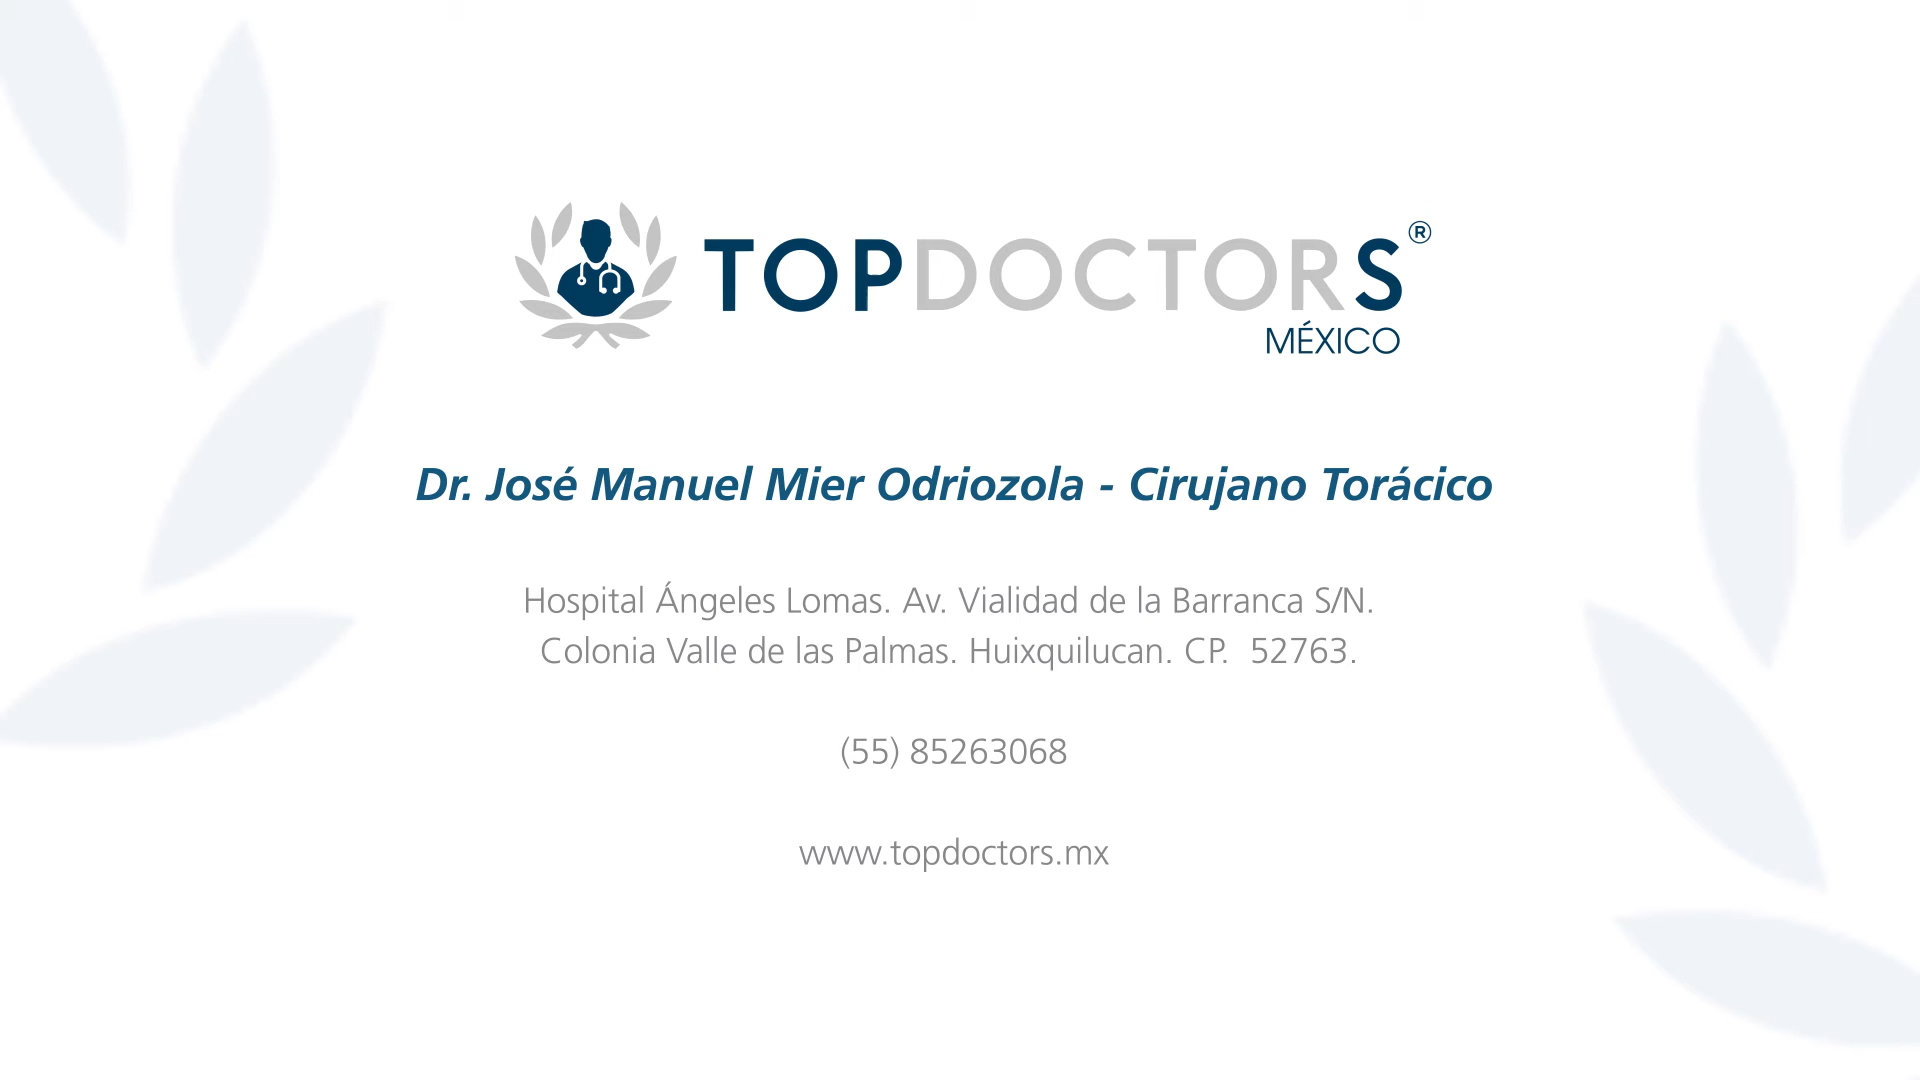 TOPDOCTORS®
MÉXICO
Dr. José Manuel Mier Odriozola - Cirujano Torácico
Hospital Ángeles Lomas. Av. Vialidad de la Barranca S/N.
Colonia Valle de las Palmas. Huixquilucan. CP.  52763.
(55) 85263068
www.topdoctors.mx